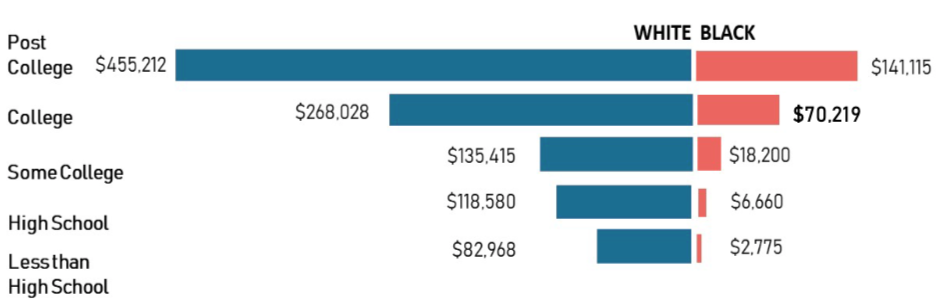 WHITE BLACK
Post
College $455,212 $141,115
College $268,028 $70,219
Some College $135,415 $18,200
High School $118,580 $6,660
Less than
High School $82,968 $2,775